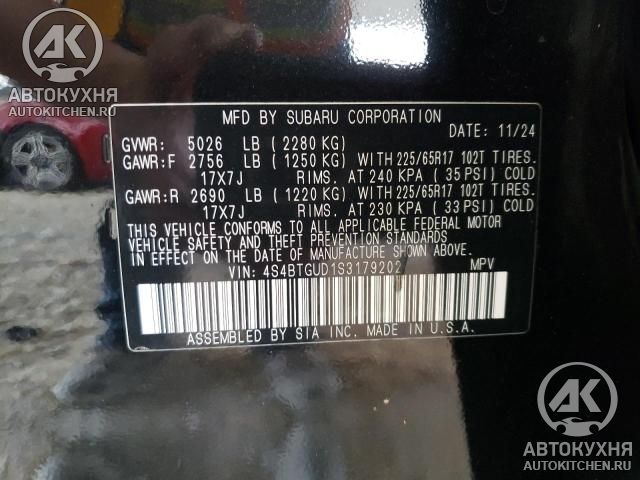 АК
АВТОКУХНЯ
AUTOKITCHEN.RU
MFD BY SUBARU CORPORATION
GVWR: 5026 LB (2280 KG) DATE: 11/24
GAWR:F 2756 LB (1250 KG) WITH 225/65R17 102T TIRES.
17X7J RIMS. AT 240 KPA (35 PSI) COLD
GAWR:R 2690 LB (1220 KG) WITH 225/65R17 102T TIRES.
17X7J RIMS. AT 230 KPA (33 PSI) COLD
THIS VEHICLE CONFORMS TO ALL APPLICABLE FEDERAL MOTOR
VEHICLE SAFETY AND THEFT PREVENTION STANDARDS
IN EFFECT ON THE DATE OF MANUFACTURE SHOWN ABOVE.
VIN: 4S4BTGUD1S3179202 MPV
ASSEMBLED BY SIA INC. MADE IN U.S.A.
АК
АВТОКУХНЯ
AUTOKITCHEN.RU